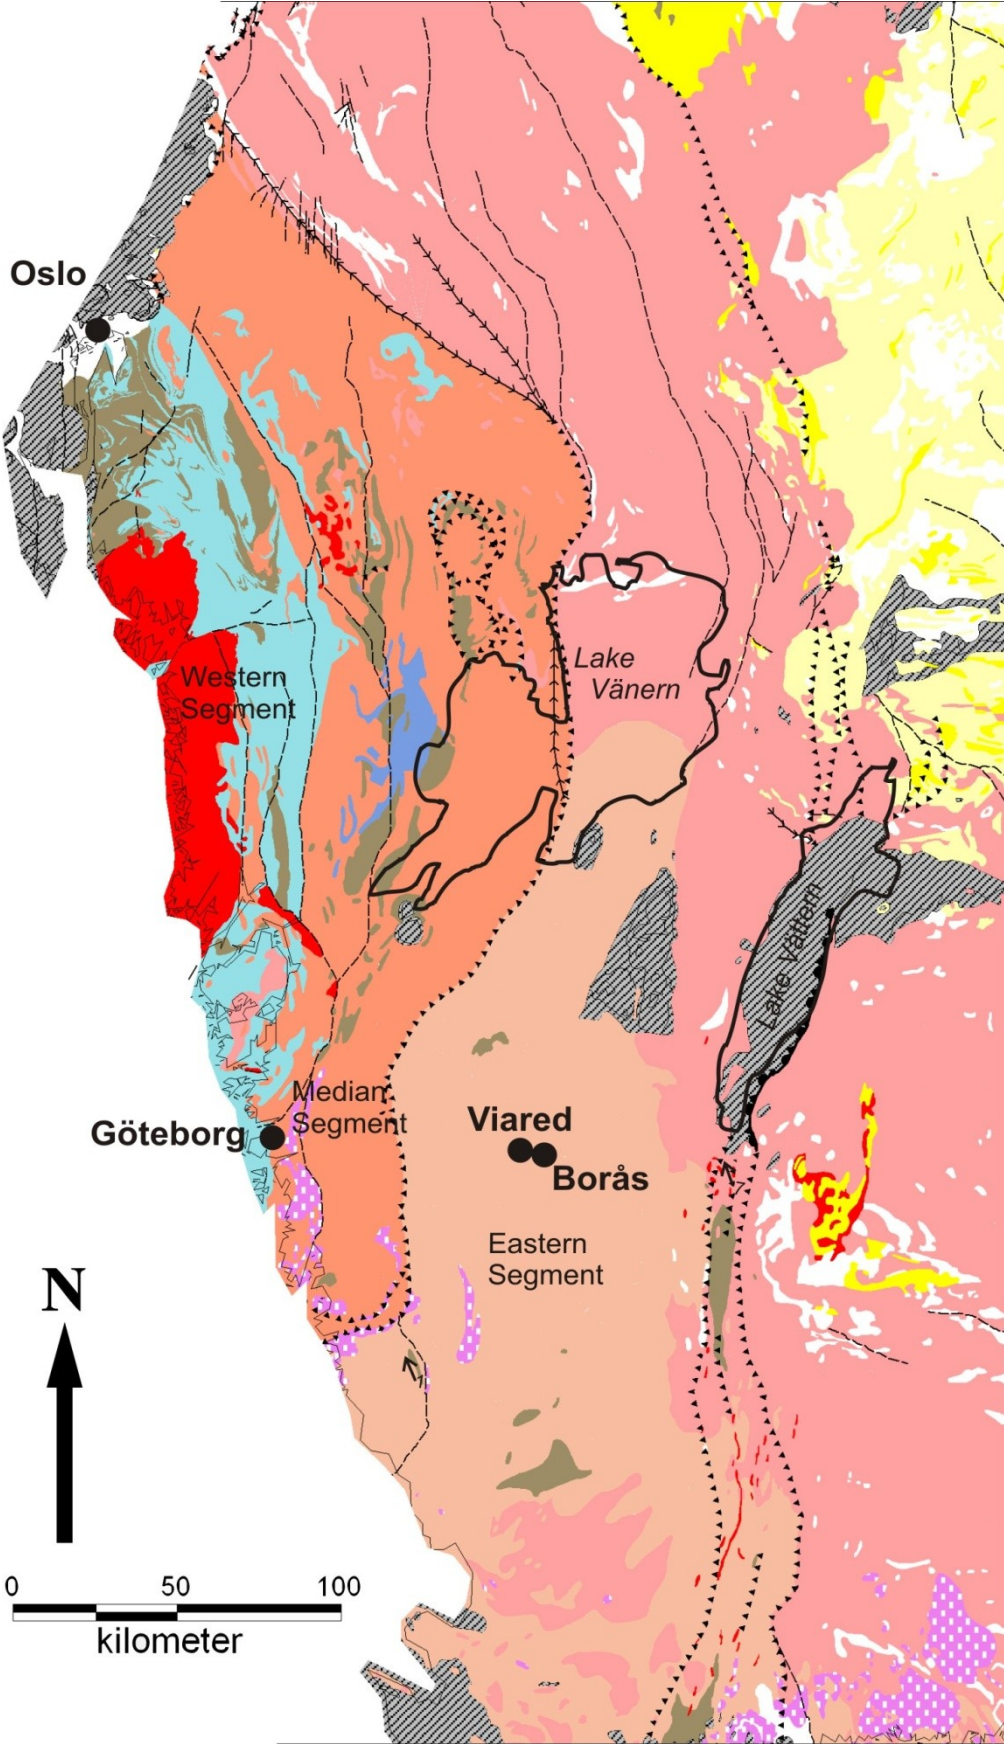 Oslo
Lake
Vänern
Western
Segment
Lake Vättern
Median
Segment
Göteborg
Viared
Borås
Eastern
Segment
N
0 50 100
kilometer